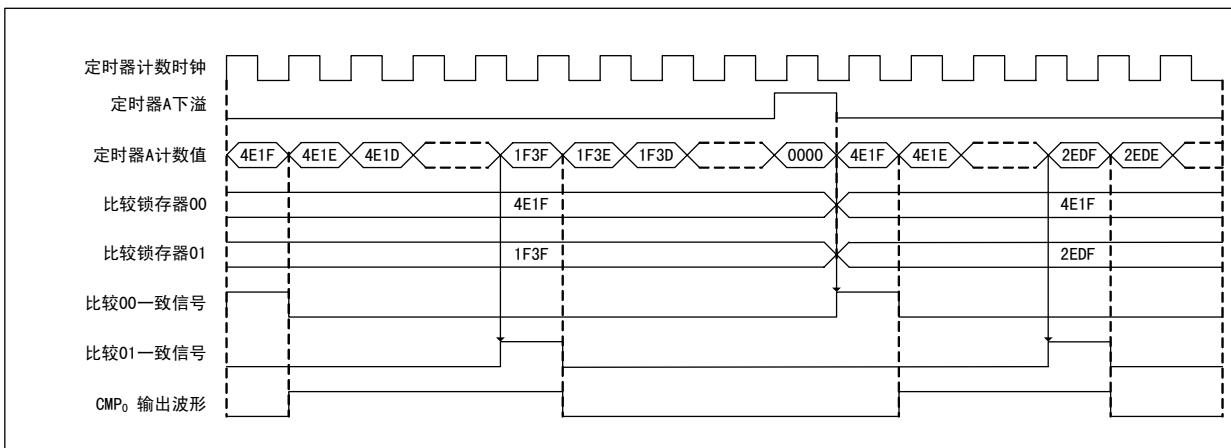 定时器计数时钟
定时器A下溢
定时器A计数值 4E1F 4E1E 4E1D 1F3F 1F3E 1F3D 0000 4E1F 4E1E 2EDF 2EDE
比较锁存器00 4E1F 4E1F
比较锁存器01 1F3F 2EDF
比较00一致信号
比较01一致信号
CMP₀ 输出波形